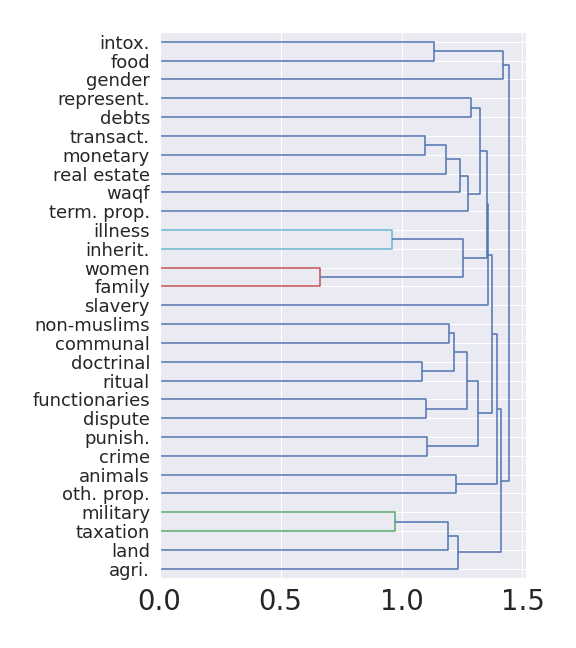 intox.
food
gender
represent.
debts
transact.
monetary
real estate
waqf
term. prop.
illness
inherit.
women
family
slavery
non-muslims
communal
doctrinal
ritual
functionaries
dispute
punish.
crime
animals
oth. prop.
military
taxation
land
agri.
0.0 0.5 1.0 1.5